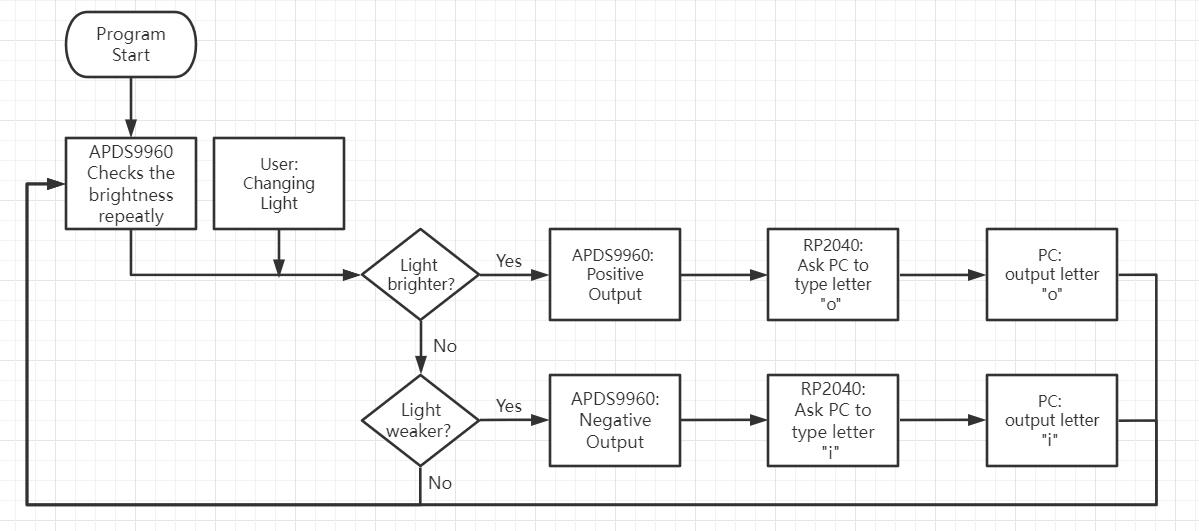 Program
Start
APDS9960
Checks the
brightness
repeatly
User:
Changing
Light
Light
brighter?
Yes
APDS9960:
Positive
Output
RP2040:
Ask PC to
type letter
"o"
PC:
output letter
"o"
No
Light
weaker?
Yes
APDS9960:
Negative
Output
RP2040:
Ask PC to
type letter
"i"
PC:
output letter
"i"
No